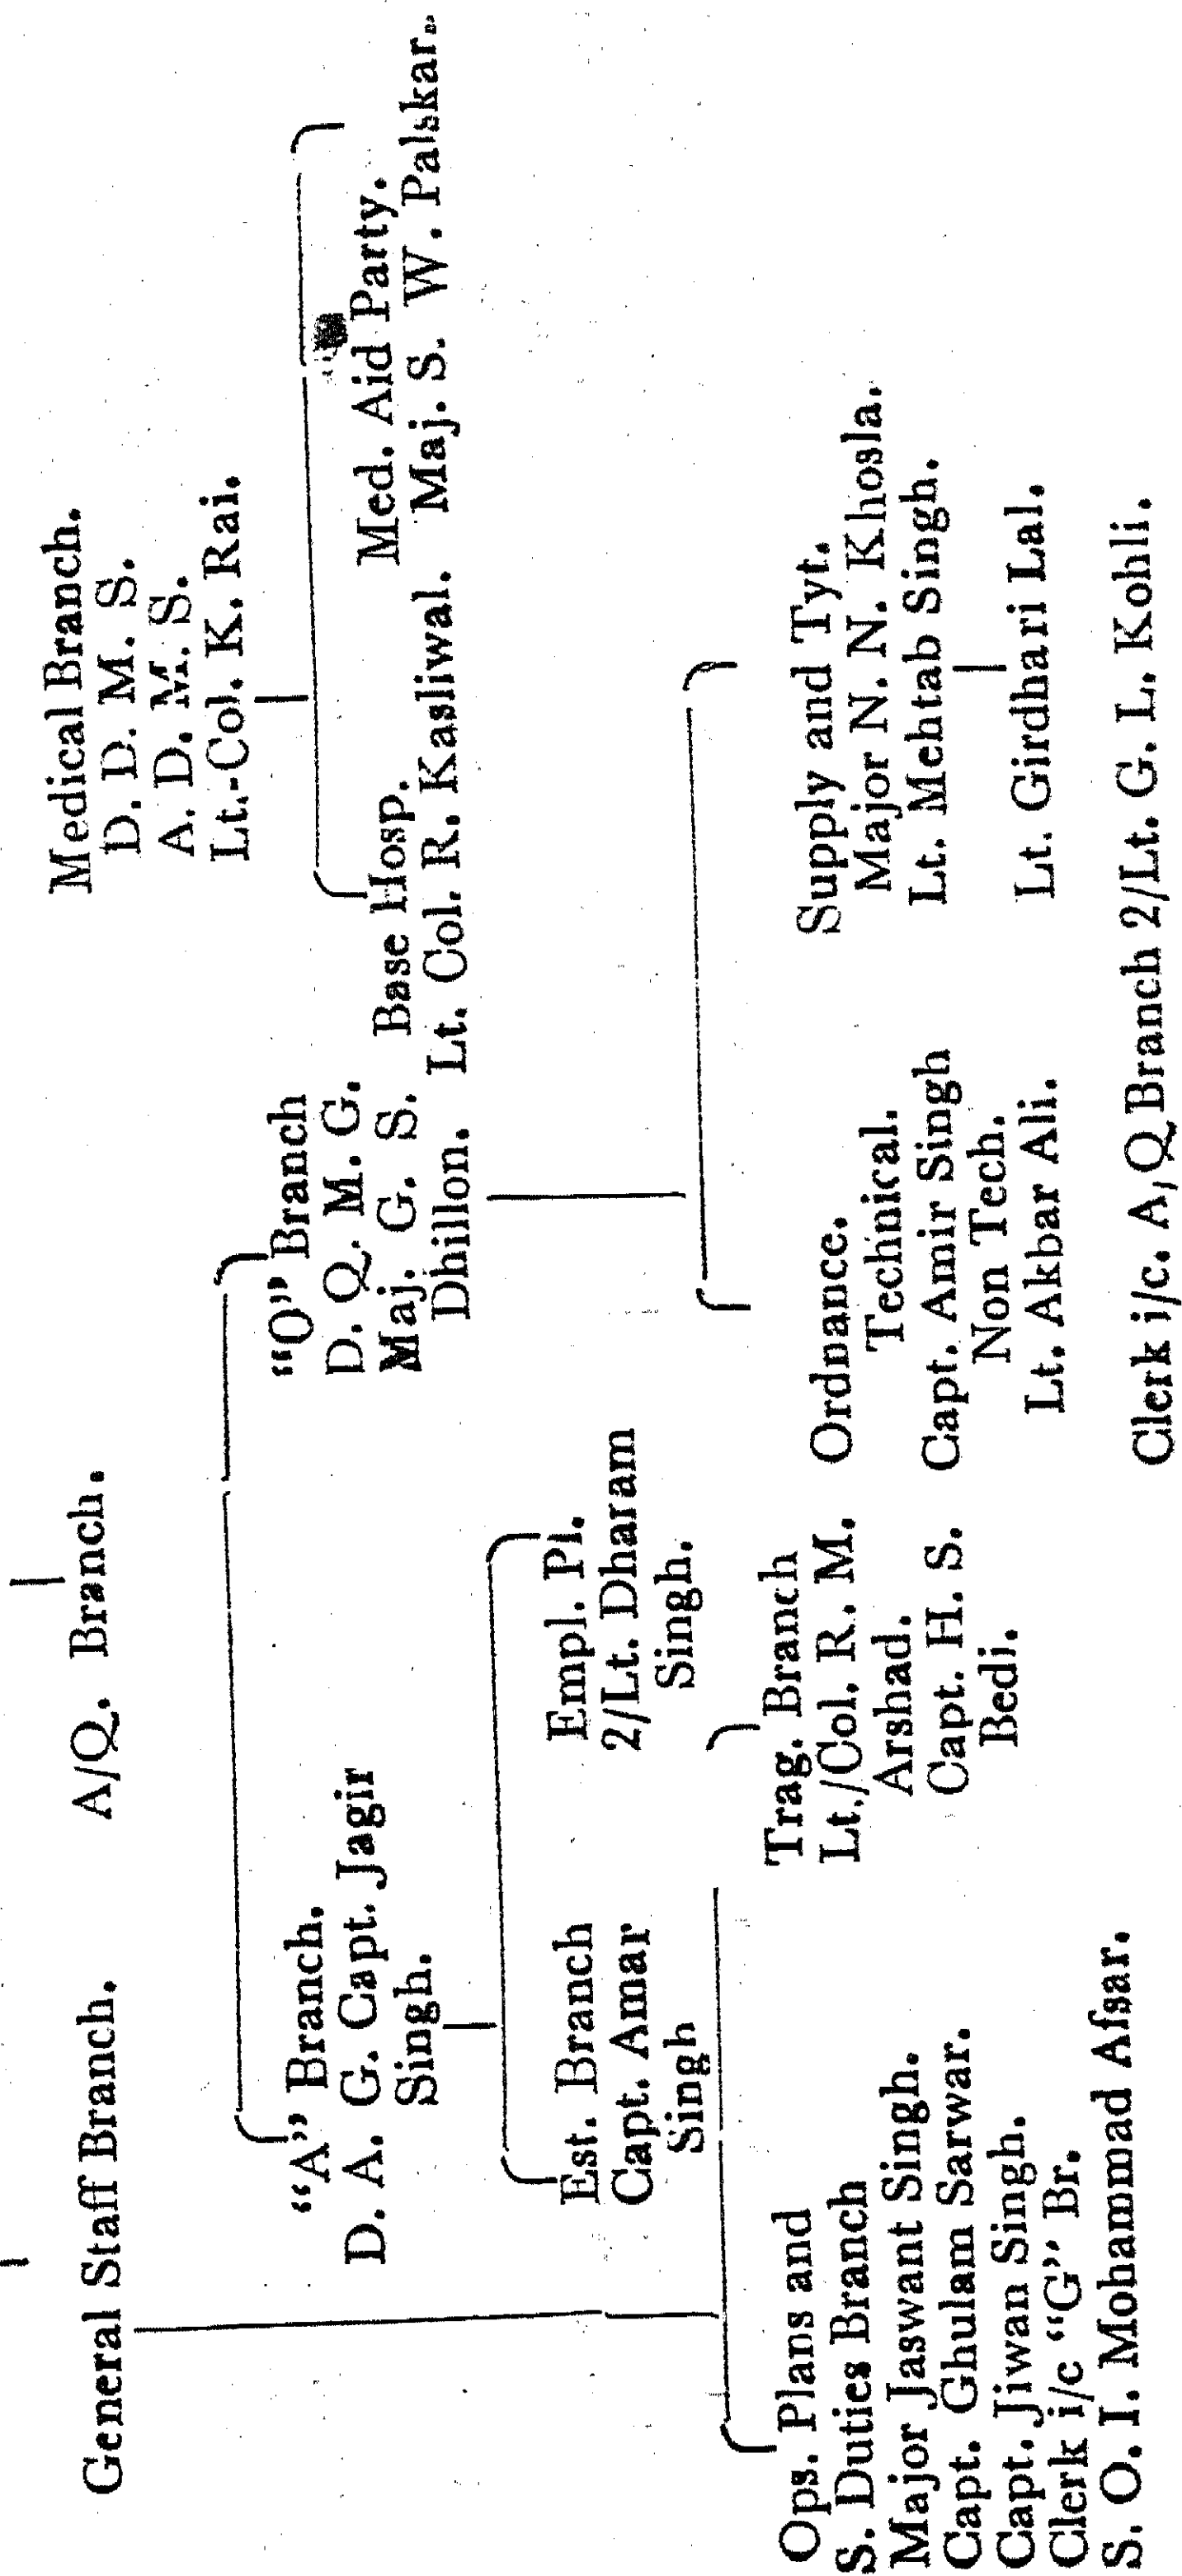 General Staff Branch.
A/Q. Branch.
Medical Branch.
D. D. M. S.
A. D. M. S.
Lt.-Col. K. Rai.
"A" Branch.
D. A. G. Capt. Jagir
Singh.
"O" Branch
D. Q. M. G.
Maj. G. S.
Dhillon.
Base Hosp.
Lt. Col. R. Kasliwal.
Med. Aid Party.
Maj. S. W. Palskar.
Est. Branch
Capt. Amar
Singh
Empl. Pl.
2/Lt. Dharam
Singh.
Ops. Plans and
S. Duties Branch
Major Jaswant Singh.
Capt. Ghulam Sarwar.
Capt. Jiwan Singh.
Clerk i/c "G" Br.
S. O. I. Mohammad Afsar.
Trag. Branch
Lt./Col. R. M.
Arshad.
Capt. H. S.
Bedi.
Ordnance.
Technical.
Capt. Amir Singh
Non Tech.
Lt. Akbar Ali.
Supply and Tyt.
Major N. N. Khosla.
Lt. Mehtab Singh.
Lt. Girdhari Lal.
Clerk i/c. A/Q Branch 2/Lt. G. L. Kohli.